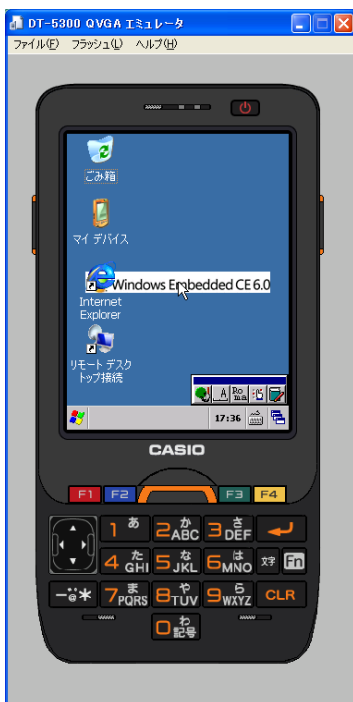 DT-5300 QVGA エミュレータ
ファイル(F) フラッシュ(L) ヘルプ(H)
ごみ箱
マイ デバイス
Windows Embedded CE 6.0
Internet
Explorer
リモート デスク
トップ接続
A Ro ma
17:36
CASIO
F1 F2 F3 F4
1 あ 2 か ABC 3 さ DEF
4 た GHI 5 な JKL 6 は MNO 文字 Fn
7 ま PQRS 8 や TUV 9 ら WXYZ CLR
0 わ 記号